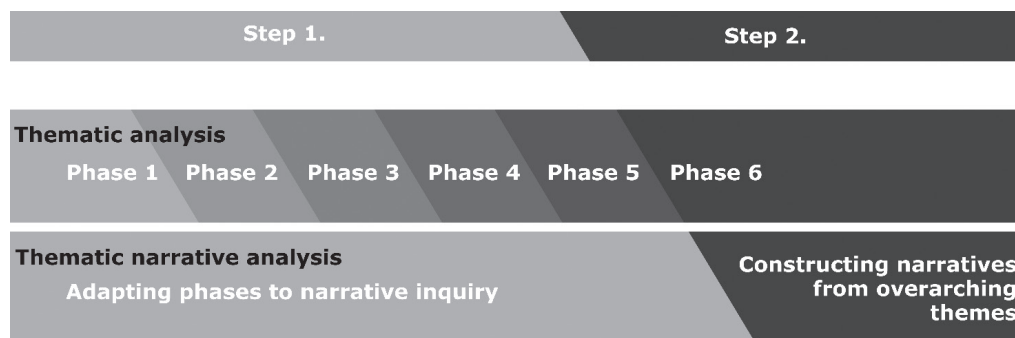 Step 1. Step 2.
Thematic analysis
Phase 1 Phase 2 Phase 3 Phase 4 Phase 5 Phase 6
Thematic narrative analysis
Adapting phases to narrative inquiry
Constructing narratives
from overarching
themes